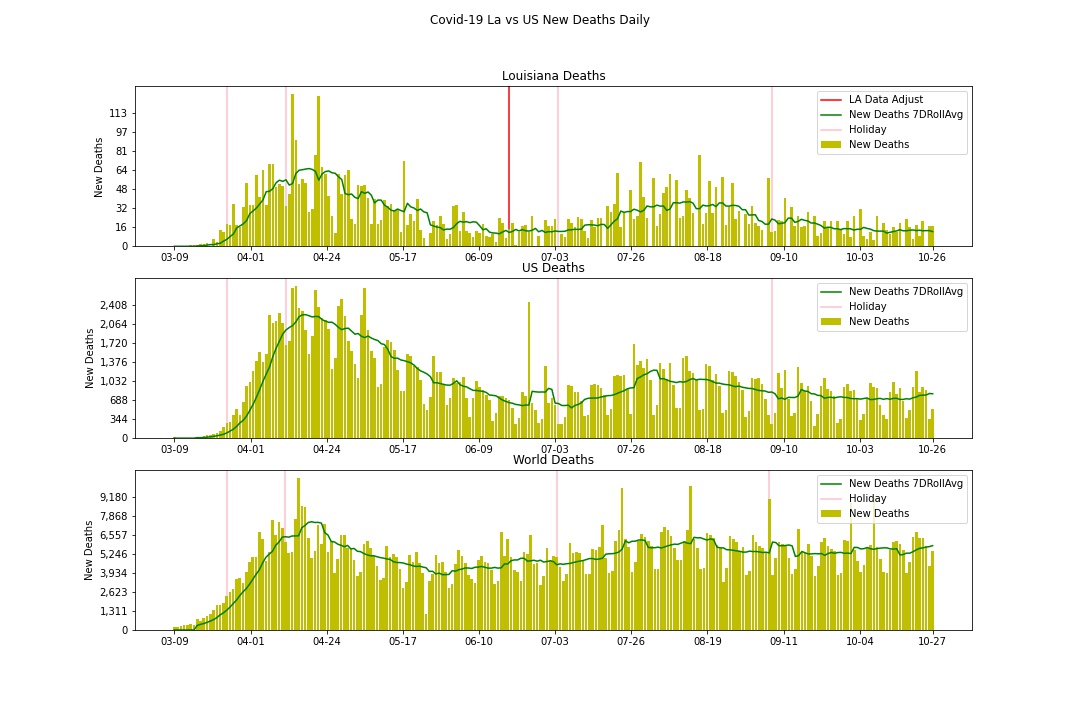 Covid-19 La vs US New Deaths Daily
Louisiana Deaths
New Deaths
113
97
81
64
48
32
16
0
LA Data Adjust
New Deaths 7DRollAvg
Holiday
New Deaths
03-09 04-01 04-24 05-17 06-09 07-03 07-26 08-18 09-10 10-03 10-26
US Deaths
New Deaths
2,408
2,064
1,720
1,376
1,032
688
344
0
New Deaths 7DRollAvg
Holiday
New Deaths
03-09 04-01 04-24 05-17 06-09 07-03 07-26 08-18 09-10 10-03 10-26
World Deaths
New Deaths
9,180
7,868
6,557
5,246
3,934
2,623
1,311
0
New Deaths 7DRollAvg
Holiday
New Deaths
03-09 04-01 04-24 05-17 06-10 07-03 07-26 08-19 09-11 10-04 10-27